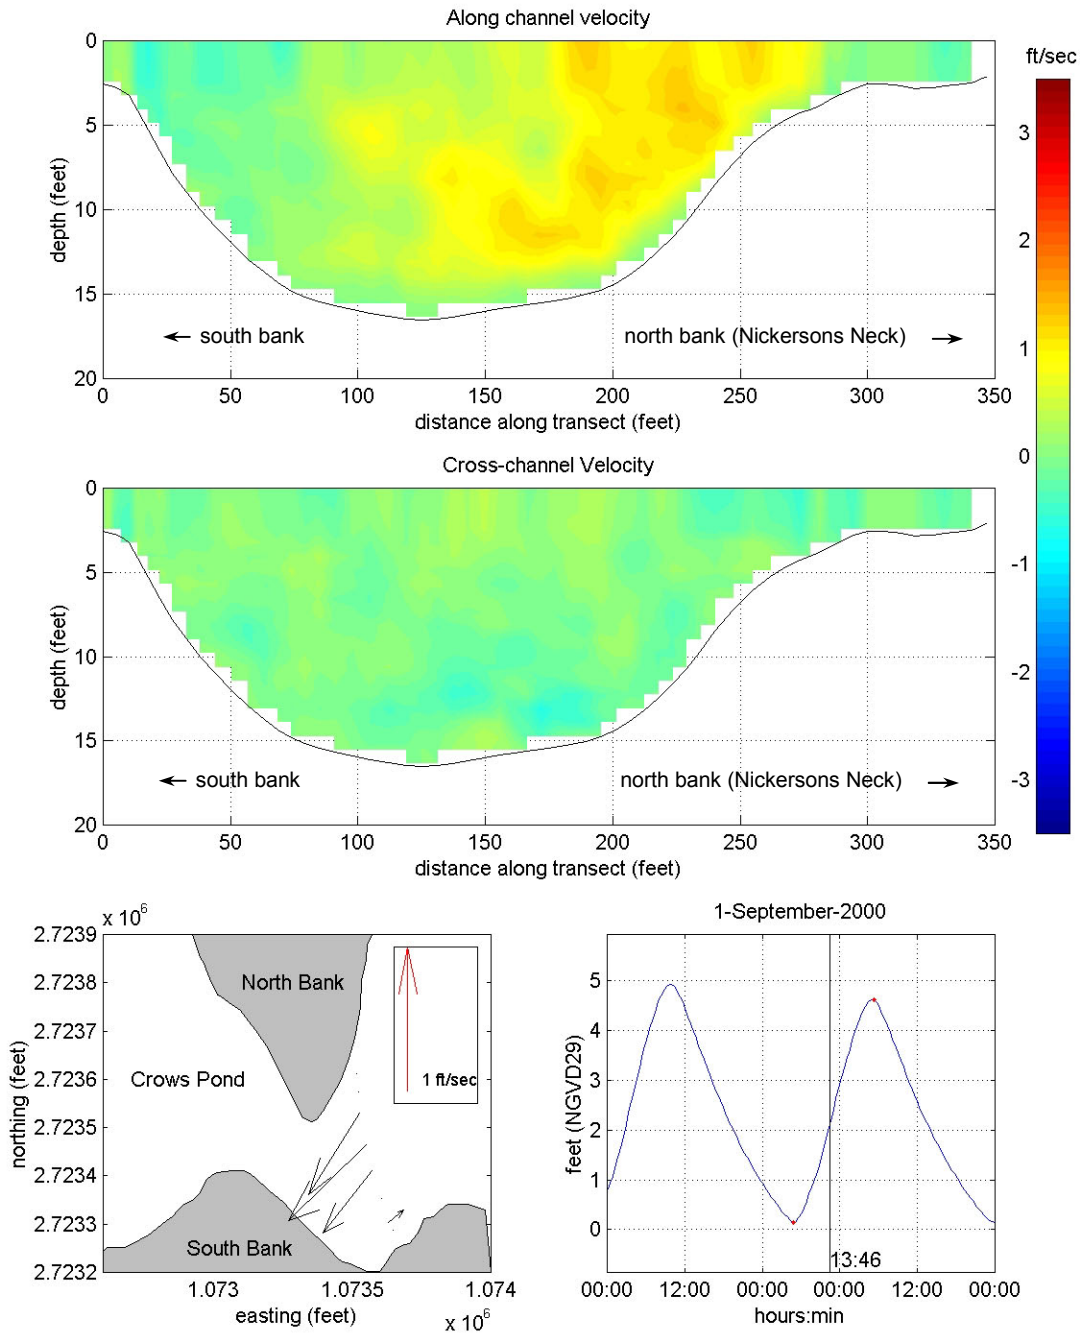 Along channel velocity
ft/sec
0
5
10
15
20
depth (feet)
← south bank
north bank (Nickersons Neck) →
0 50 100 150 200 250 300 350
distance along transect (feet)
3
2
1
0
-1
-2
-3
Cross-channel Velocity
0
5
10
15
20
depth (feet)
← south bank
north bank (Nickersons Neck) →
0 50 100 150 200 250 300 350
distance along transect (feet)
x 10^6
2.7239
2.7238
2.7237
2.7236
2.7235
2.7234
2.7233
2.7232
northing (feet)
North Bank
Crows Pond
1 ft/sec
South Bank
1.073 1.0735 1.074
easting (feet)
x 10^6
1-September-2000
5
4
3
2
1
0
feet (NGVD29)
13:46
00:00 12:00 00:00 00:00 12:00 00:00
hours:min